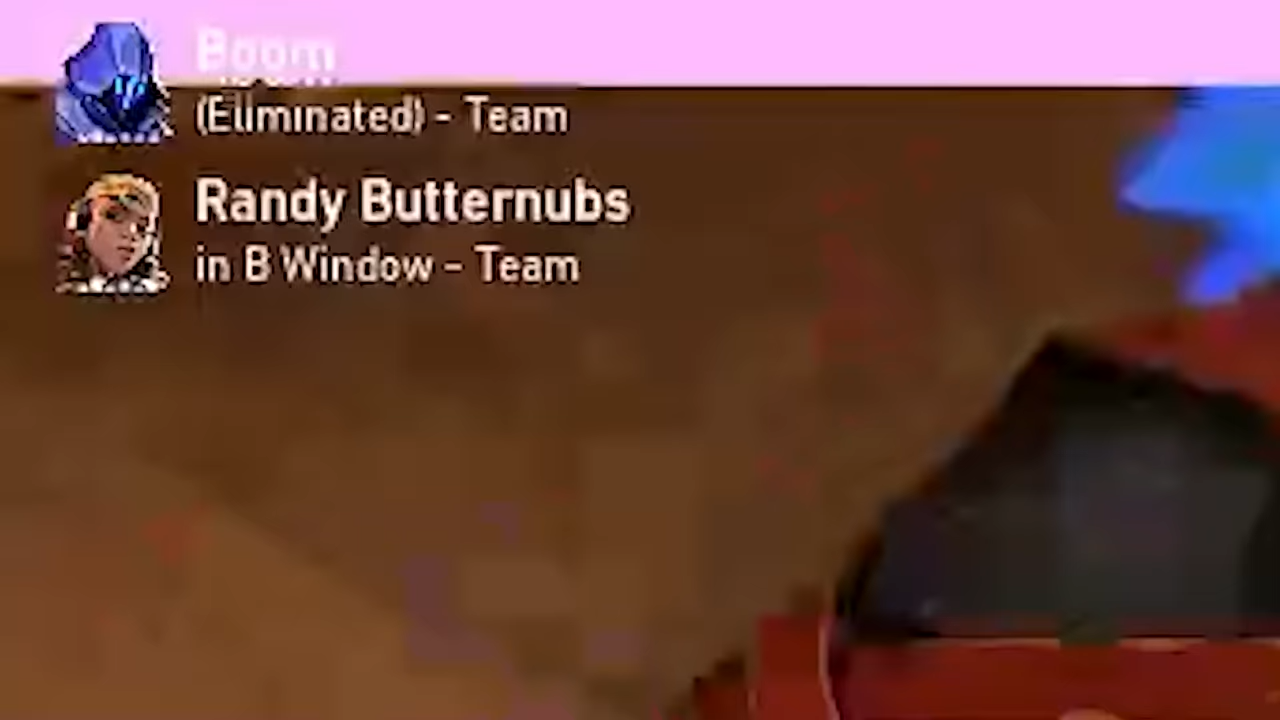 Boom
(Eliminated) - Team
Randy Butternubs
in B Window - Team